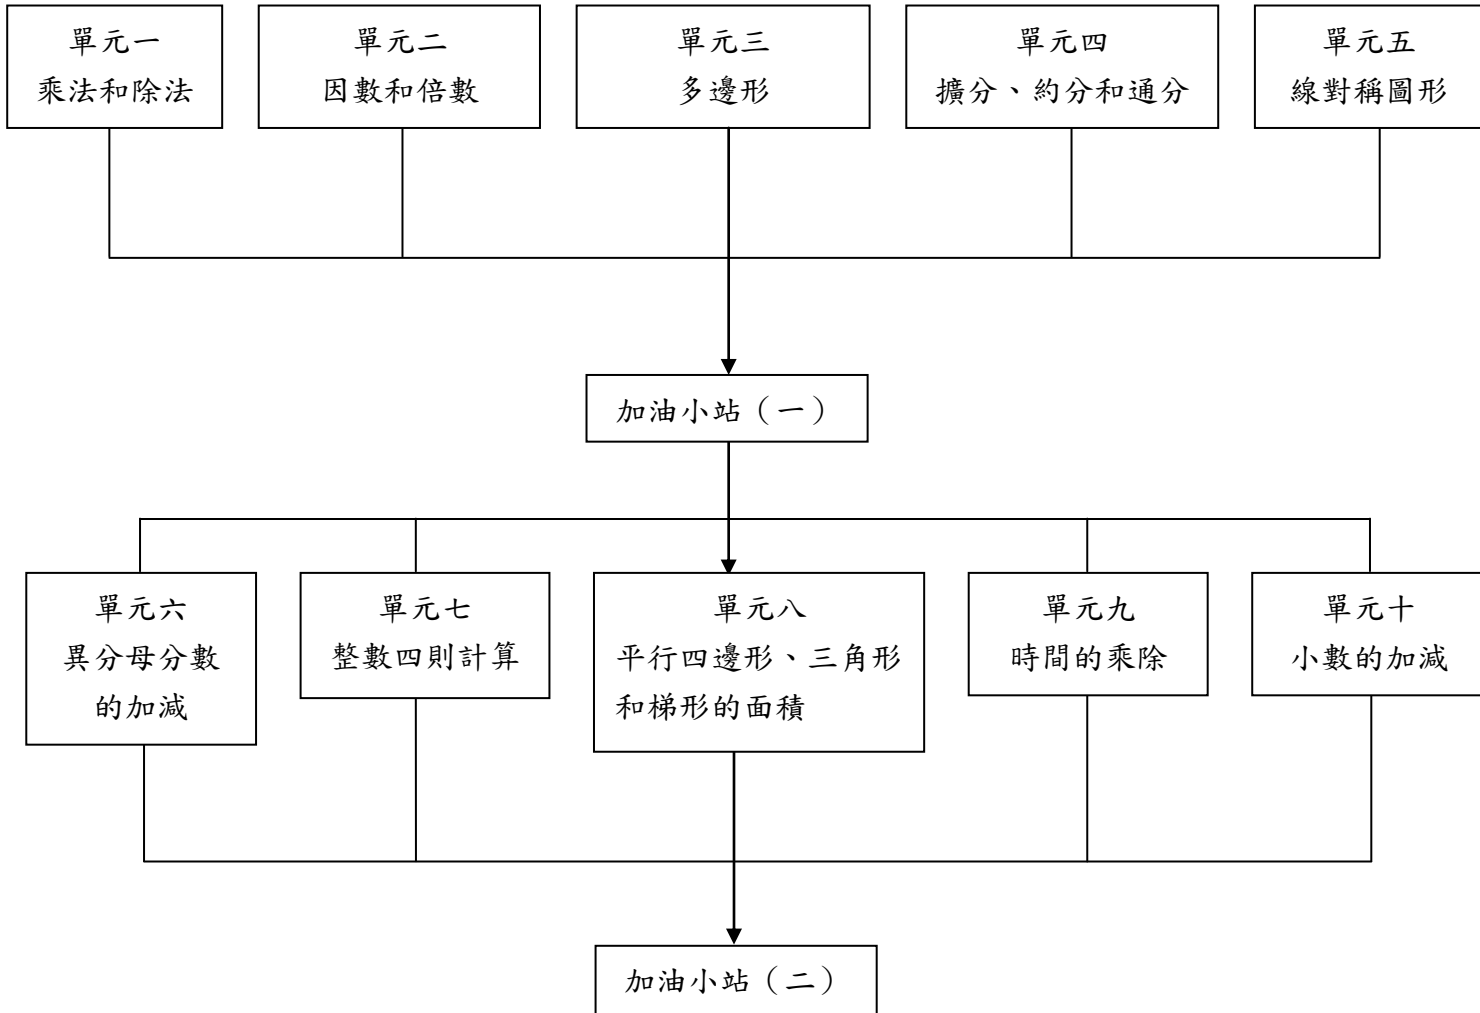 單元一
乘法和除法
單元二
因數和倍數
單元三
多邊形
單元四
擴分、約分和通分
單元五
線對稱圖形
加油小站（一）
單元六
異分母分數
的加減
單元七
整數四則計算
單元八
平行四邊形、三角形
和梯形的面積
單元九
時間的乘除
單元十
小數的加減
加油小站（二）